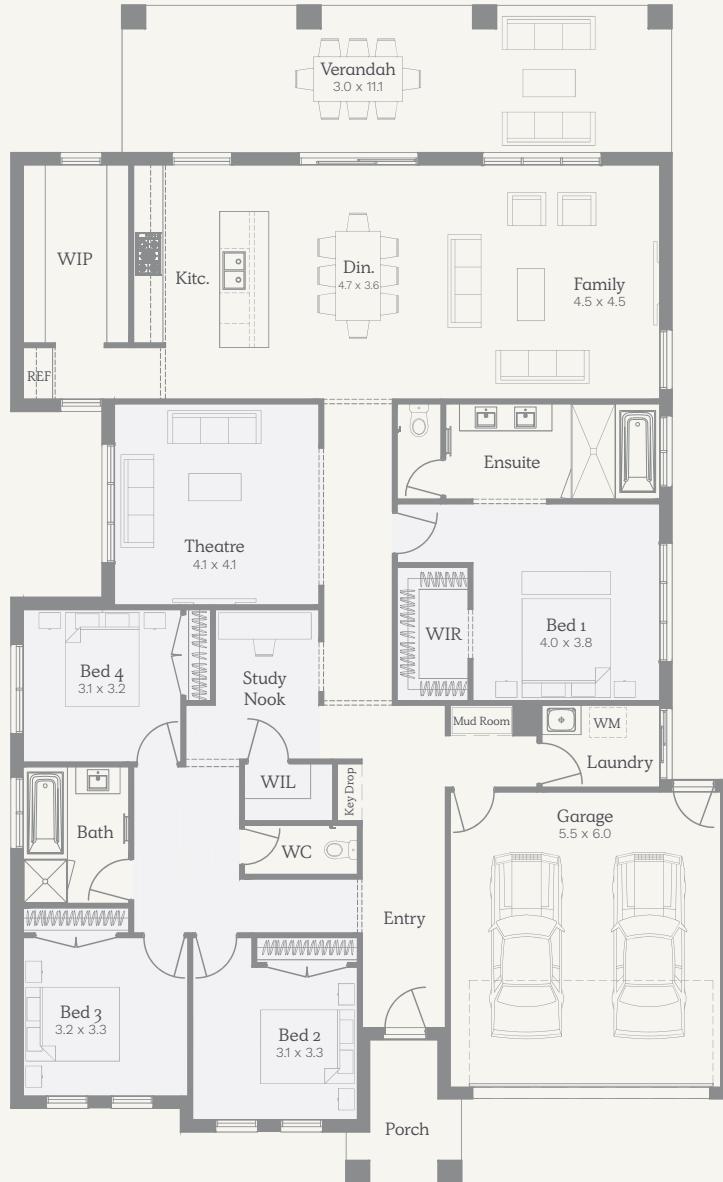 Verandah
3.0 x 11.1
WIP
Kitc.
Din.
4.7 x 3.6
Family
4.5 x 4.5
REF
Ensuite
Theatre
4.1 x 4.1
WIR
Bed 1
4.0 x 3.8
Bed 4
3.1 x 3.2
Study
Nook
Mud Room
WM
Laundry
WIL
Key Drop
Garage
5.5 x 6.0
Bath
WC
Entry
Bed 3
3.2 x 3.3
Bed 2
3.1 x 3.3
Porch